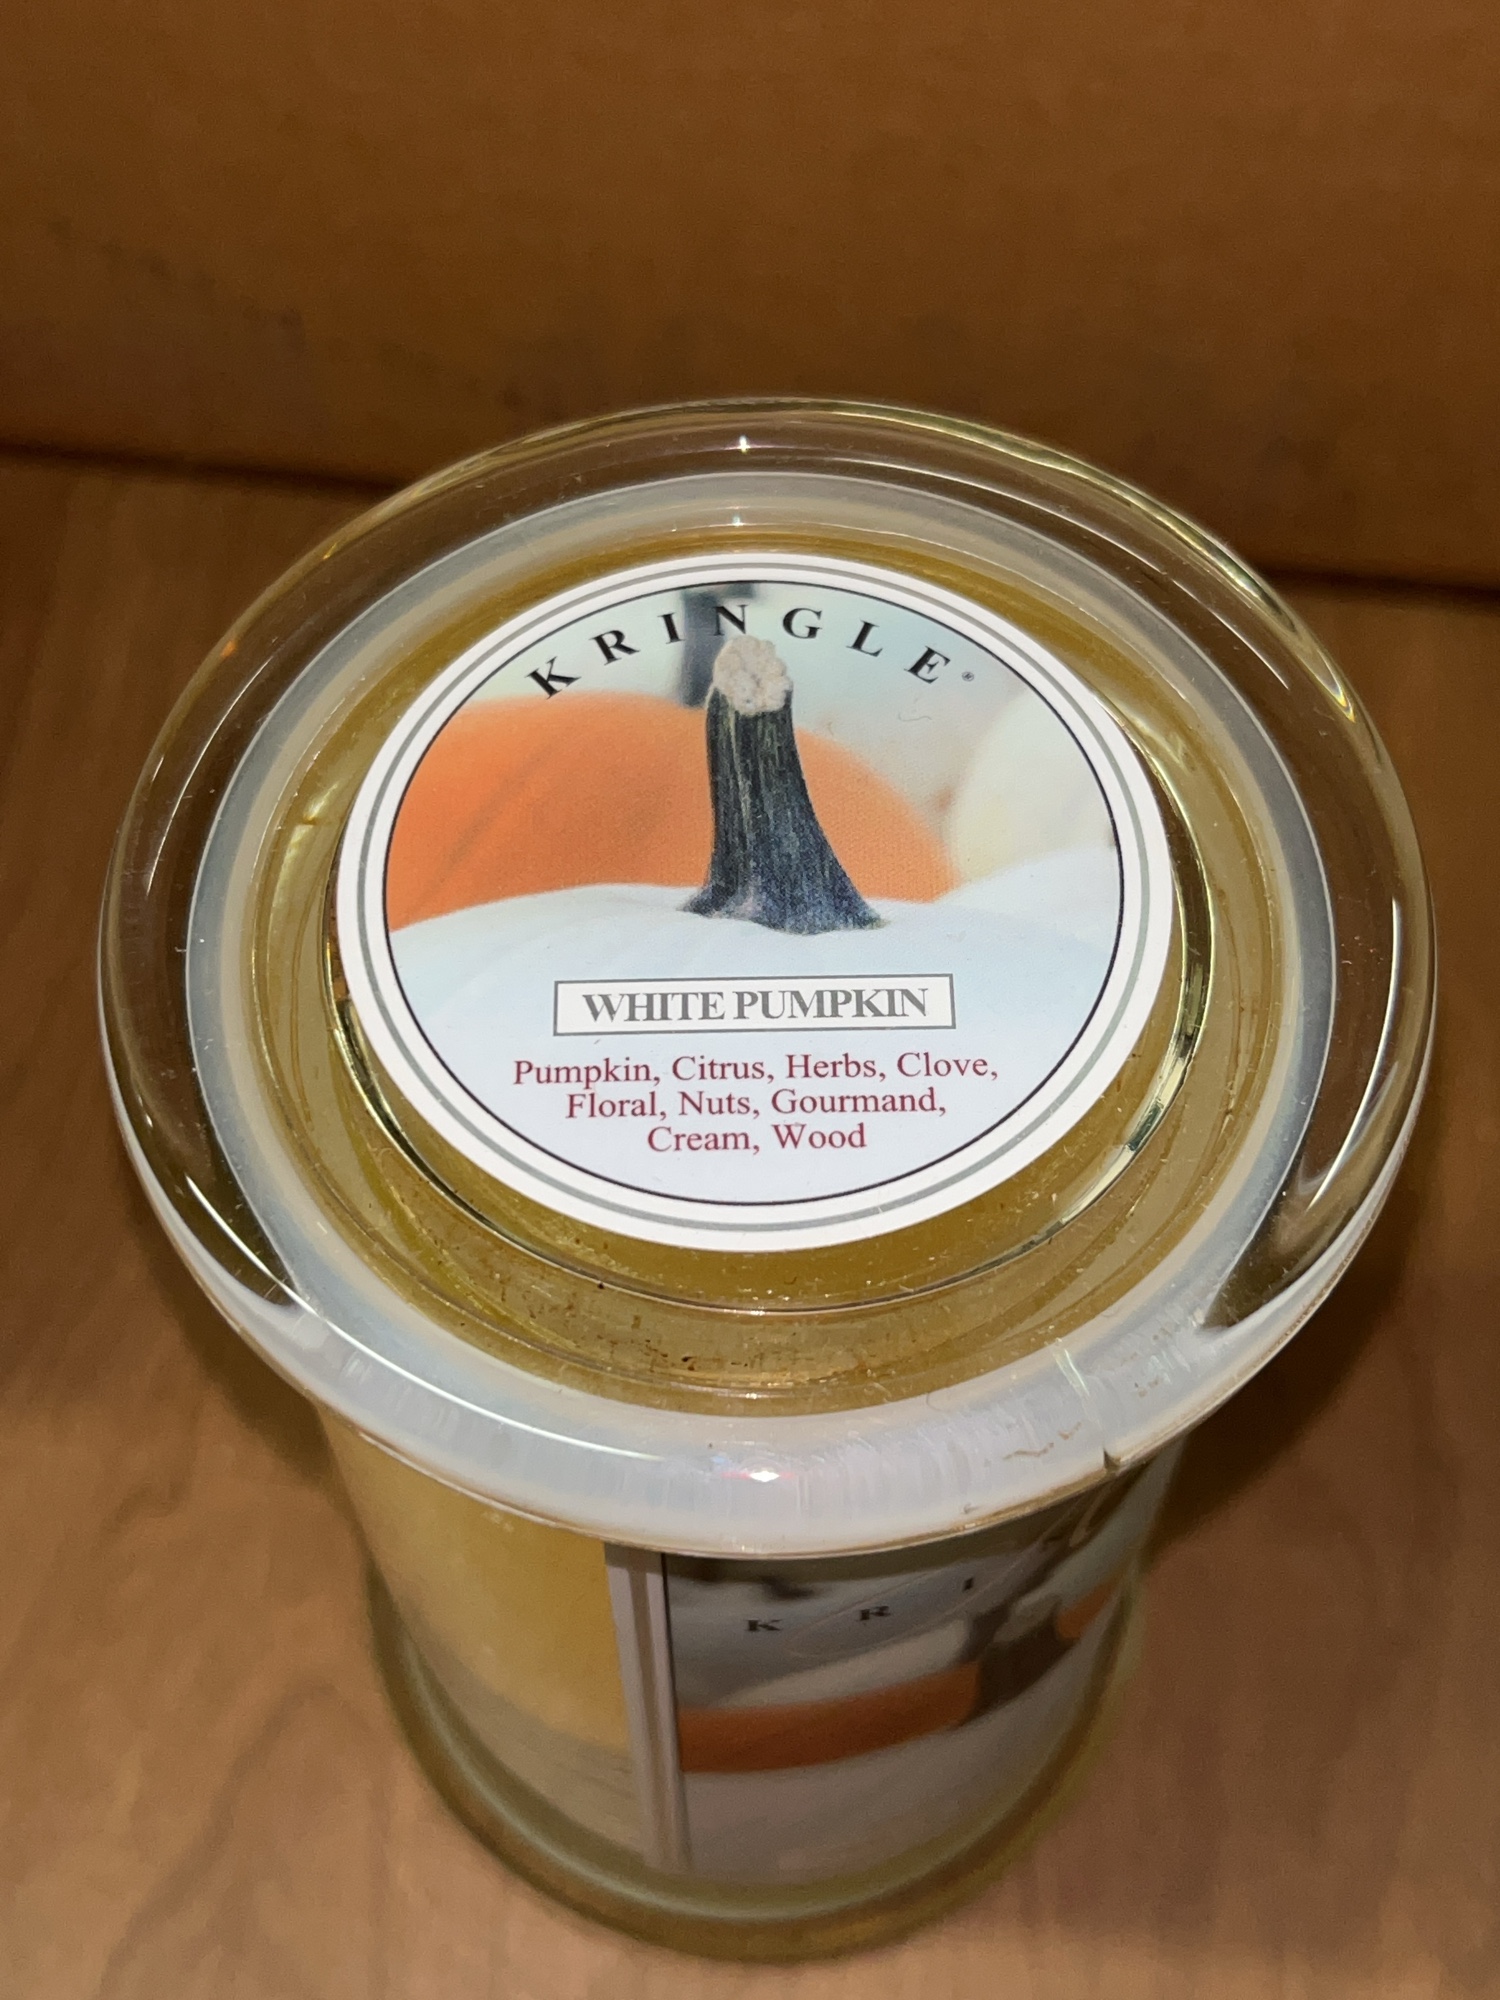 KRINGLE®
WHITE PUMPKIN
Pumpkin, Citrus, Herbs, Clove,
Floral, Nuts, Gourmand,
Cream, Wood
K R I N